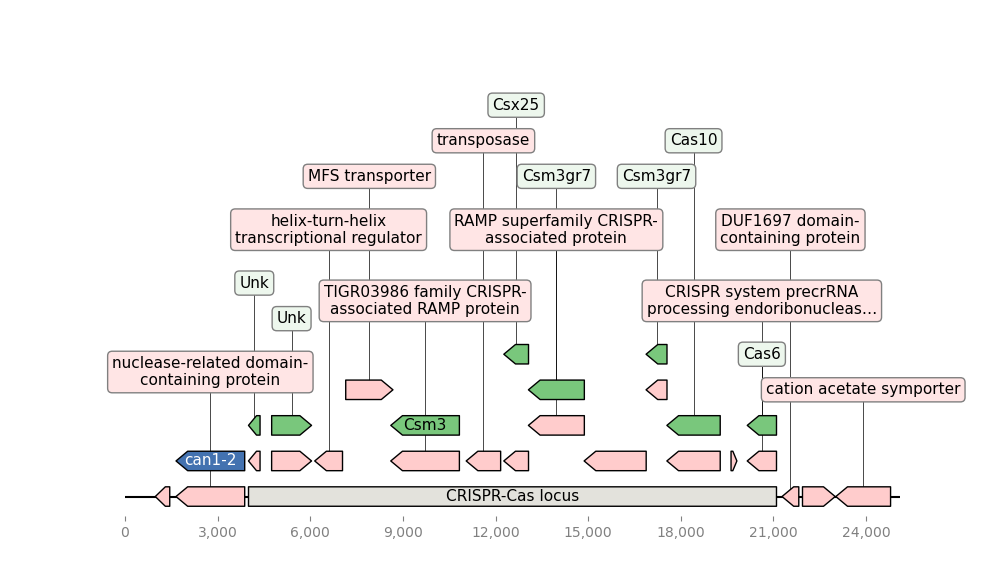 Csx25
transposase
Cas10
MFS transporter
Csm3gr7
Csm3gr7
helix-turn-helix
transcriptional regulator
RAMP superfamily CRISPR-
associated protein
DUF1697 domain-
containing protein
Unk
TIGR03986 family CRISPR-
associated RAMP protein
CRISPR system precrRNA
processing endoribonucleas...
Unk
Cas6
nuclease-related domain-
containing protein
cation acetate symporter
Csm3
can1-2
CRISPR-Cas locus
0 3,000 6,000 9,000 12,000 15,000 18,000 21,000 24,000